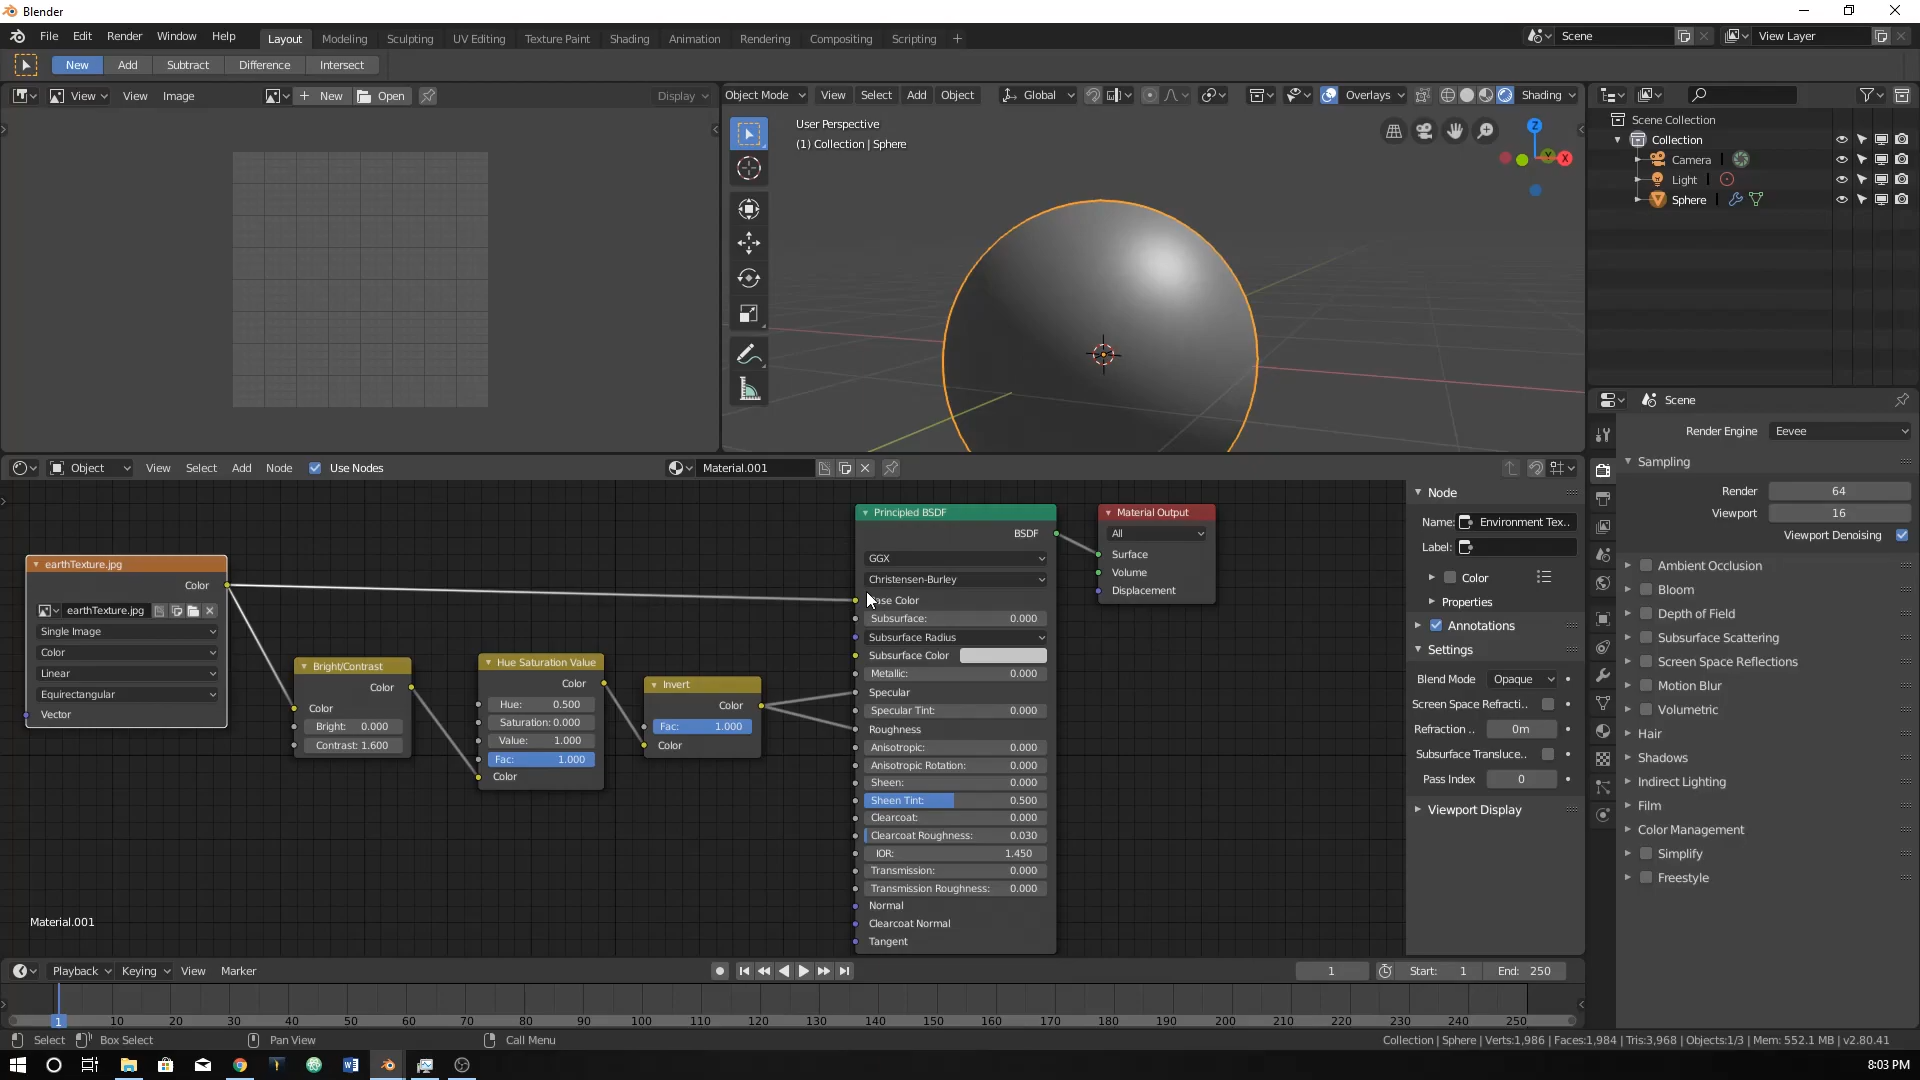 Blender
File Edit Render Window Help Layout Modeling Sculpting UV Editing Texture Paint Shading Animation Rendering Compositing Scripting + Scene View Layer
New Add Subtract Difference Intersect
View View Image New Open Display
Object Mode View Select Add Object Global Overlays Shading
User Perspective
(1) Collection | Sphere
Z
Y
X
Scene Collection
Collection
Camera
Light
Sphere
Scene
Render Engine Eevee
Sampling
Render 64
Viewport 16
Viewport Denoising
Ambient Occlusion
Bloom
Depth of Field
Subsurface Scattering
Screen Space Reflections
Motion Blur
Volumetric
Hair
Shadows
Indirect Lighting
Film
Color Management
Simplify
Freestyle
Object View Select Add Node Use Nodes Material.001
earthTexture.jpg
Color
earthTexture.jpg
Single Image
Color
Linear
Equirectangular
Vector
Bright/Contrast
Color
Color
Bright: 0.000
Contrast: 1.600
Hue Saturation Value
Color
Hue: 0.500
Saturation: 0.000
Value: 1.000
Fac: 1.000
Color
Invert
Color
Fac: 1.000
Color
Principled BSDF
BSDF
GGX
Christensen-Burley
ase Color
Subsurface: 0.000
Subsurface Radius
Subsurface Color
Metallic: 0.000
Specular
Specular Tint: 0.000
Roughness
Anisotropic: 0.000
Anisotropic Rotation: 0.000
Sheen: 0.000
Sheen Tint: 0.500
Clearcoat: 0.000
Clearcoat Roughness: 0.030
IOR: 1.450
Transmission: 0.000
Transmission Roughness: 0.000
Normal
Clearcoat Normal
Tangent
Material Output
All
Surface
Volume
Displacement
Node
Name: Environment Tex..
Label:
Color
Properties
Annotations
Settings
Blend Mode Opaque
Screen Space Refracti..
Refraction .. 0m
Subsurface Transluce..
Pass Index 0
Viewport Display
Material.001
Playback Keying View Marker 1 Start: 1 End: 250
1 10 20 30 40 50 60 70 80 90 100 110 120 130 140 150 160 170 180 190 200 210 220 230 240 250
Select Box Select Pan View Call Menu Collection | Sphere | Verts:1,986 | Faces:1,984 | Tris:3,968 | Objects:1/3 | Mem: 552.1 MB | v2.80.41
8:03 PM